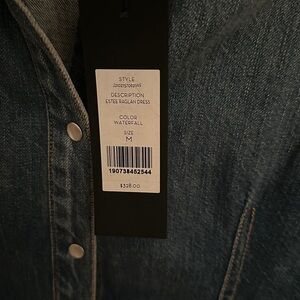 STYLE
DESCRIPTION
ESTEE RAGLAN DRESS
COLOR
WATERFALL
SIZE
M
190738452544
$328.00